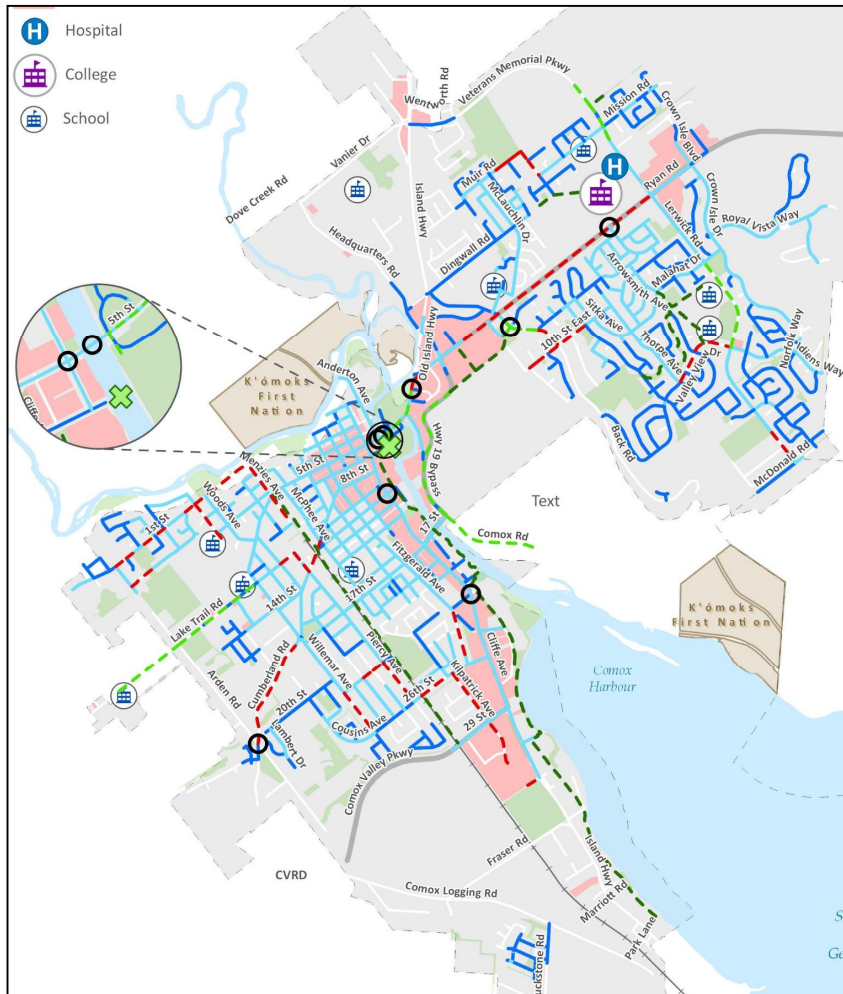 Hospital
College
School
Wentworth Rd
Veterans Memorial Pkwy
Mission Rd
Crown Isle Blvd
Vanier Dr
Dove Creek Rd
Island Hwy
Muir Rd
McLauchlin Dr
Ryan Rd
Crown Isle Dr
Lerwick Rd
Royal Vista Way
Headquarters Rd
Dingwall Rd
Arrowsmith Ave
Malahat Dr
5th St
Cliffe
Old Island Hwy
10th St East
Sitka Ave
Thorpe Ave
Valley View Dr
Norfolk Way
idlens Way
K'ómoks
First Nation
Anderton Ave
Back Rd
McDonald Rd
Hwy 19 Bypass
5th St
8th St
Menzies Ave
McPhee Ave
Woods Ave
1st St
17 St
Text
Comox Rd
Fitzgerald Ave
14th St
17th St
Lake Trail Rd
K'ómoks
First Nation
Arden Rd
Cumberland Rd
Willemar Ave
Piercy Ave
Cliffe Ave
Kilpatrick Ave
20th St
26th St
29 St
Cousins Ave
Lambert Dr
Comox
Harbour
Comox Valley Pkwy
Fraser Rd
CVRD
Comox Logging Rd
Island Hwy
Marriott Rd
Park Lane
uckstone Rd
S
Ge